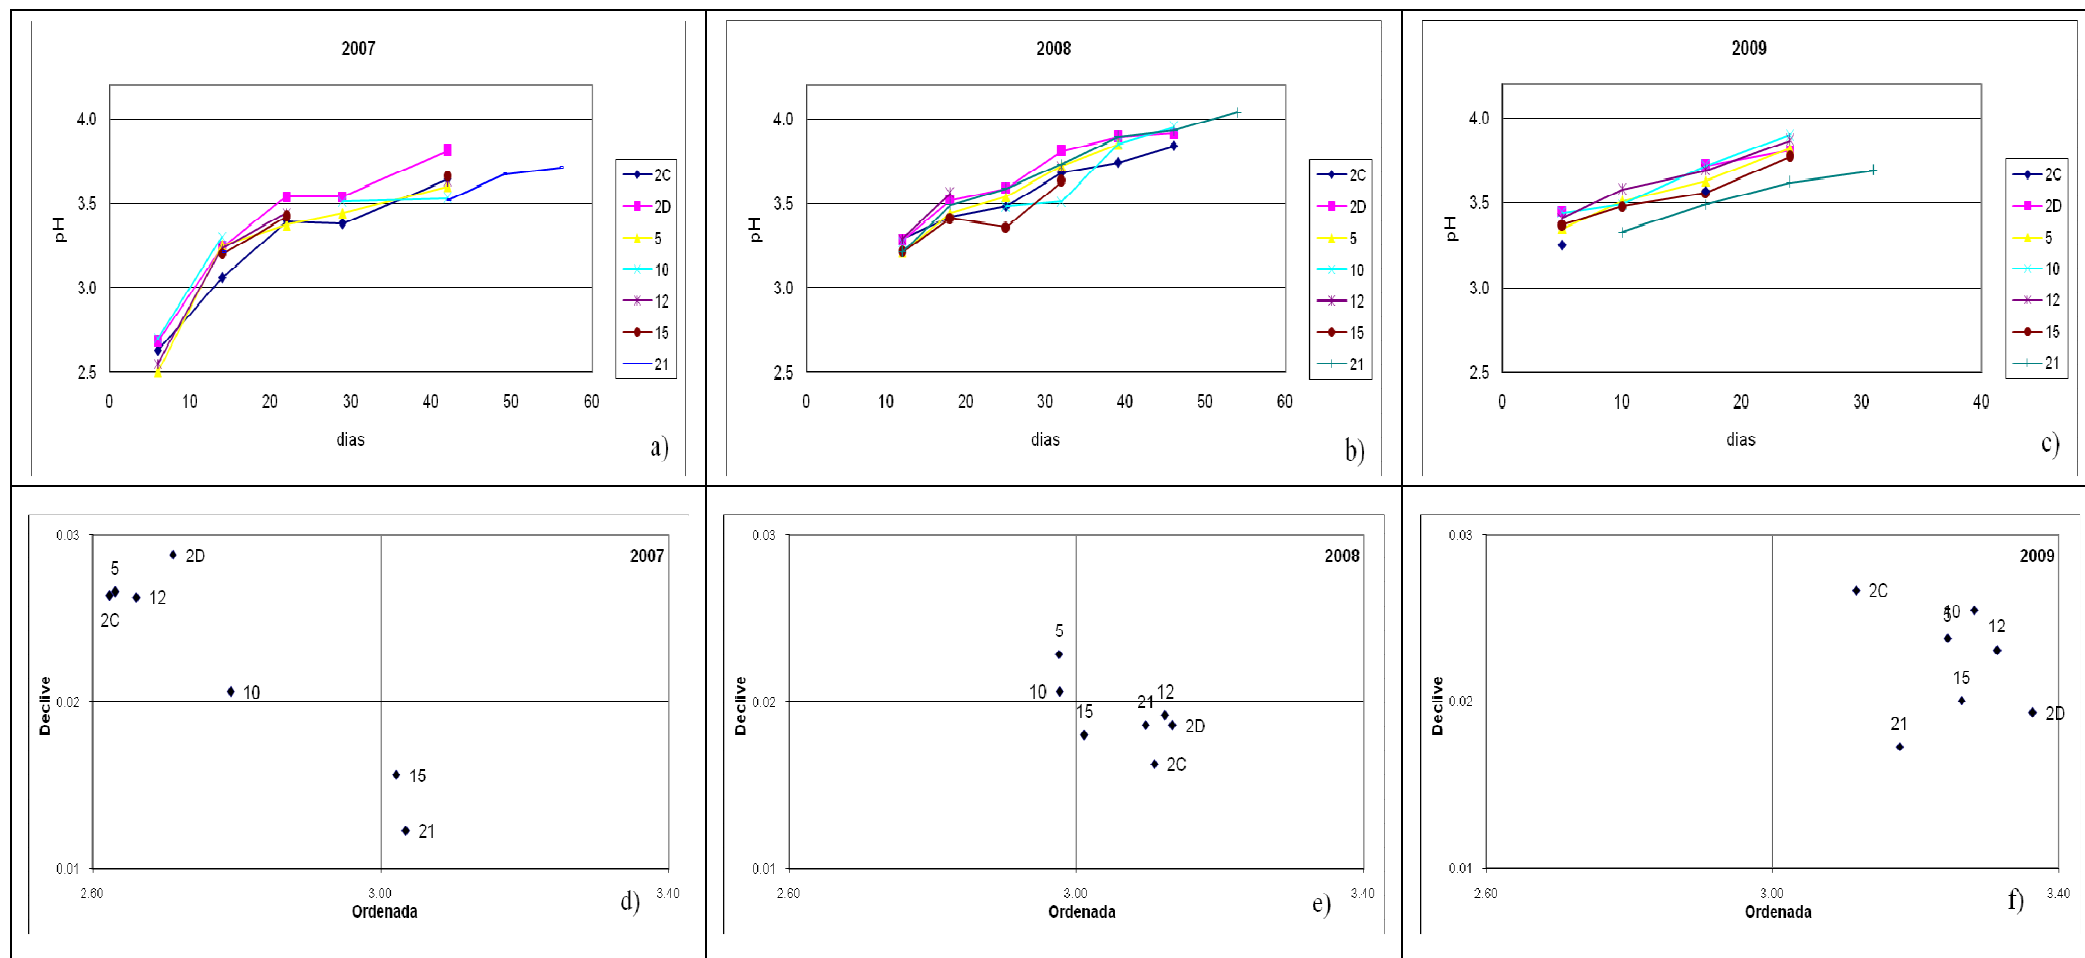 2007
pH
4.0
3.5
3.0
2.5
0 10 20 30 40 50 60
dias
2C
2D
5
10
12
15
21
a)
2008
pH
4.0
3.5
3.0
2.5
0 10 20 30 40 50 60
dias
2C
2D
5
10
12
15
21
b)
2009
pH
4.0
3.5
3.0
2.5
0 10 20 30 40
dias
2C
2D
5
10
12
15
21
c)
2007
Declive
0.03
0.02
0.01
2D
5
12
2C
10
15
21
2.60 3.00 3.40
Ordenada
d)
2008
Declive
0.03
0.02
0.01
5
10
12
21
15
2D
2C
2.60 3.00 3.40
Ordenada
e)
2009
Declive
0.03
0.02
0.01
2C
5
10
12
15
2D
21
2.60 3.00 3.40
Ordenada
f)